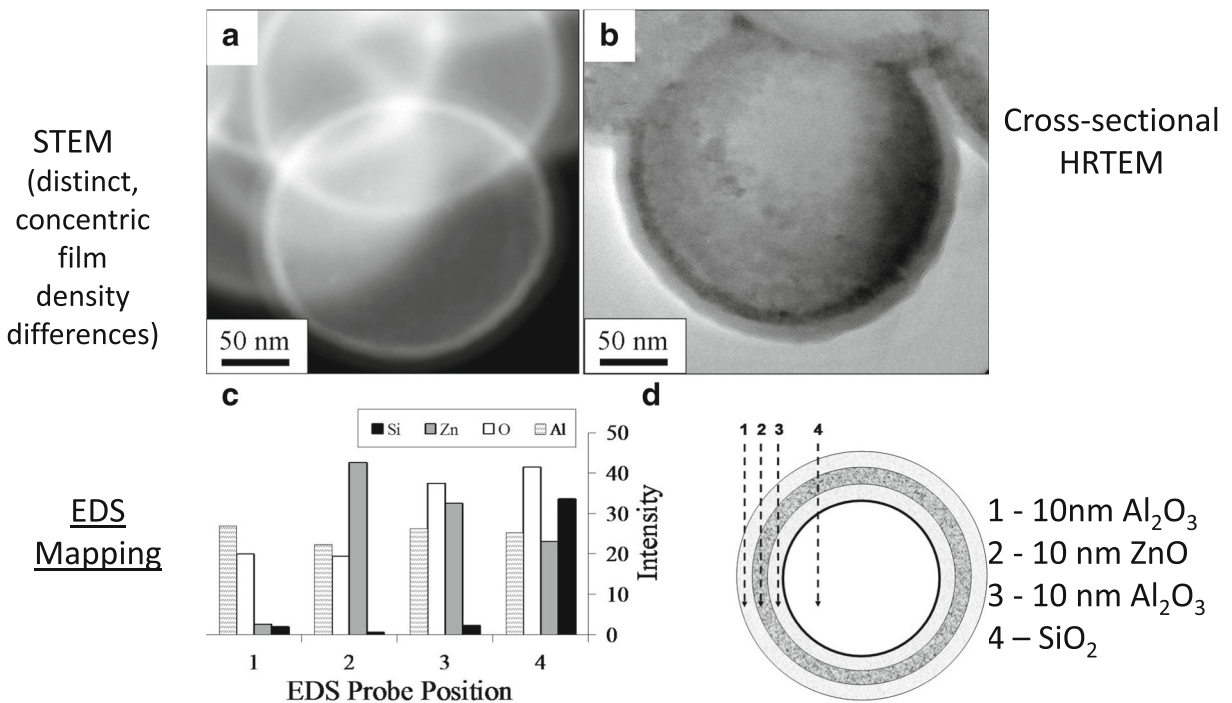 a
b
STEM
(distinct,
concentric
film
density
differences)
Cross-sectional
HRTEM
50 nm
50 nm
c
d
Si Zn O Al
50
40
30
20
10
0
Intensity
1 2 3 4
EDS Probe Position
EDS
Mapping
1 2 3 4
1 - 10nm Al₂O₃
2 - 10 nm ZnO
3 - 10 nm Al₂O₃
4 – SiO₂